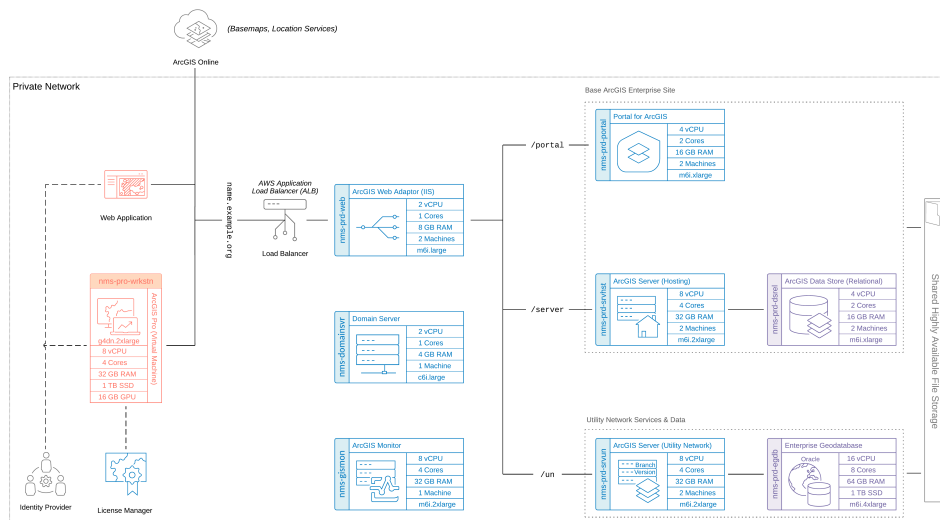 (Basemaps, Location Services)
ArcGIS Online
Private Network
Base ArcGIS Enterprise Site
Web Application
name.example.org
AWS Application
Load Balancer (ALB)
Load Balancer
nms-prd-web
ArcGIS Web Adaptor (IIS)
2 vCPU
1 Cores
8 GB RAM
2 Machines
m6i.large
/portal
nms-prd-portal
Portal for ArcGIS
4 vCPU
2 Cores
16 GB RAM
2 Machines
m6i.xlarge
nms-pro-wrkstn
ArcGIS Pro (Virtual Machine)
g4dn.2xlarge
8 vCPU
4 Cores
32 GB RAM
1 TB SSD
16 GB GPU
nms-domainsvr
Domain Server
2 vCPU
1 Cores
4 GB RAM
1 Machine
c6i.large
/server
nms-prd-srvhst
ArcGIS Server (Hosting)
8 vCPU
4 Cores
32 GB RAM
2 Machines
m6i.2xlarge
nms-prd-dsrel
ArcGIS Data Store (Relational)
4 vCPU
2 Cores
16 GB RAM
2 Machines
m6i.xlarge
Shared Highly Available File Storage
Identity Provider
License Manager
nms-gismon
ArcGIS Monitor
8 vCPU
4 Cores
32 GB RAM
1 Machine
m6i.2xlarge
/un
Utility Network Services & Data
nms-prd-srvun
ArcGIS Server (Utility Network)
Branch
Version
8 vCPU
4 Cores
32 GB RAM
2 Machines
m6i.2xlarge
nms-prd-egdb
Enterprise Geodatabase
Oracle
16 vCPU
8 Cores
64 GB RAM
1 TB SSD
m6i.4xlarge